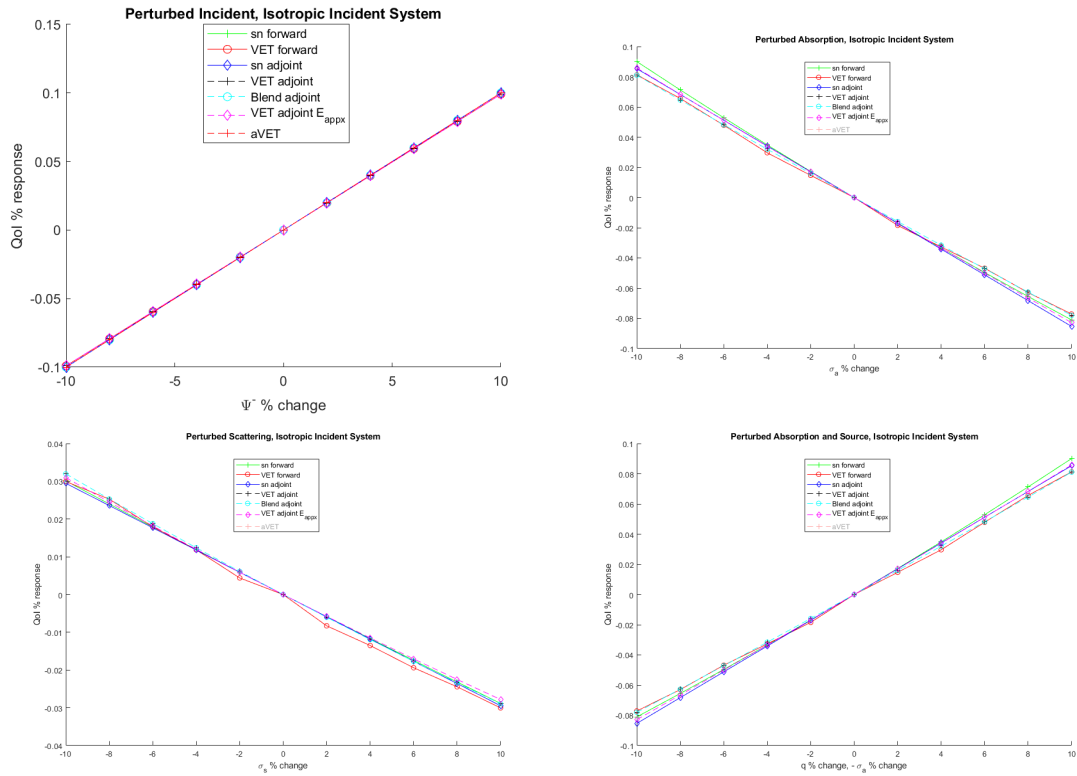 Perturbed Incident, Isotropic Incident System
0.15
0.1
0.05
0
-0.05
-0.1
QoI % response
sn forward
VET forward
sn adjoint
VET adjoint
Blend adjoint
VET adjoint E_appx
aVET
-10 -5 0 5 10
Ψ⁻ % change
Perturbed Absorption, Isotropic Incident System
0.1
0.08
0.06
0.04
0.02
0
-0.02
-0.04
-0.06
-0.08
-0.1
QoI % response
sn forward
VET forward
sn adjoint
VET adjoint
Blend adjoint
VET adjoint E_appx
aVET
-10 -8 -6 -4 -2 0 2 4 6 8 10
σ_a % change
Perturbed Scattering, Isotropic Incident System
0.04
0.03
0.02
0.01
0
-0.01
-0.02
-0.03
-0.04
QoI % response
sn forward
VET forward
sn adjoint
VET adjoint
Blend adjoint
VET adjoint E_appx
aVET
-10 -8 -6 -4 -2 0 2 4 6 8 10
σ_s % change
Perturbed Absorption and Source, Isotropic Incident System
0.1
0.08
0.06
0.04
0.02
0
-0.02
-0.04
-0.06
-0.08
-0.1
QoI % response
sn forward
VET forward
sn adjoint
VET adjoint
Blend adjoint
VET adjoint E_appx
aVET
-10 -8 -6 -4 -2 0 2 4 6 8 10
q % change, - σ_a % change